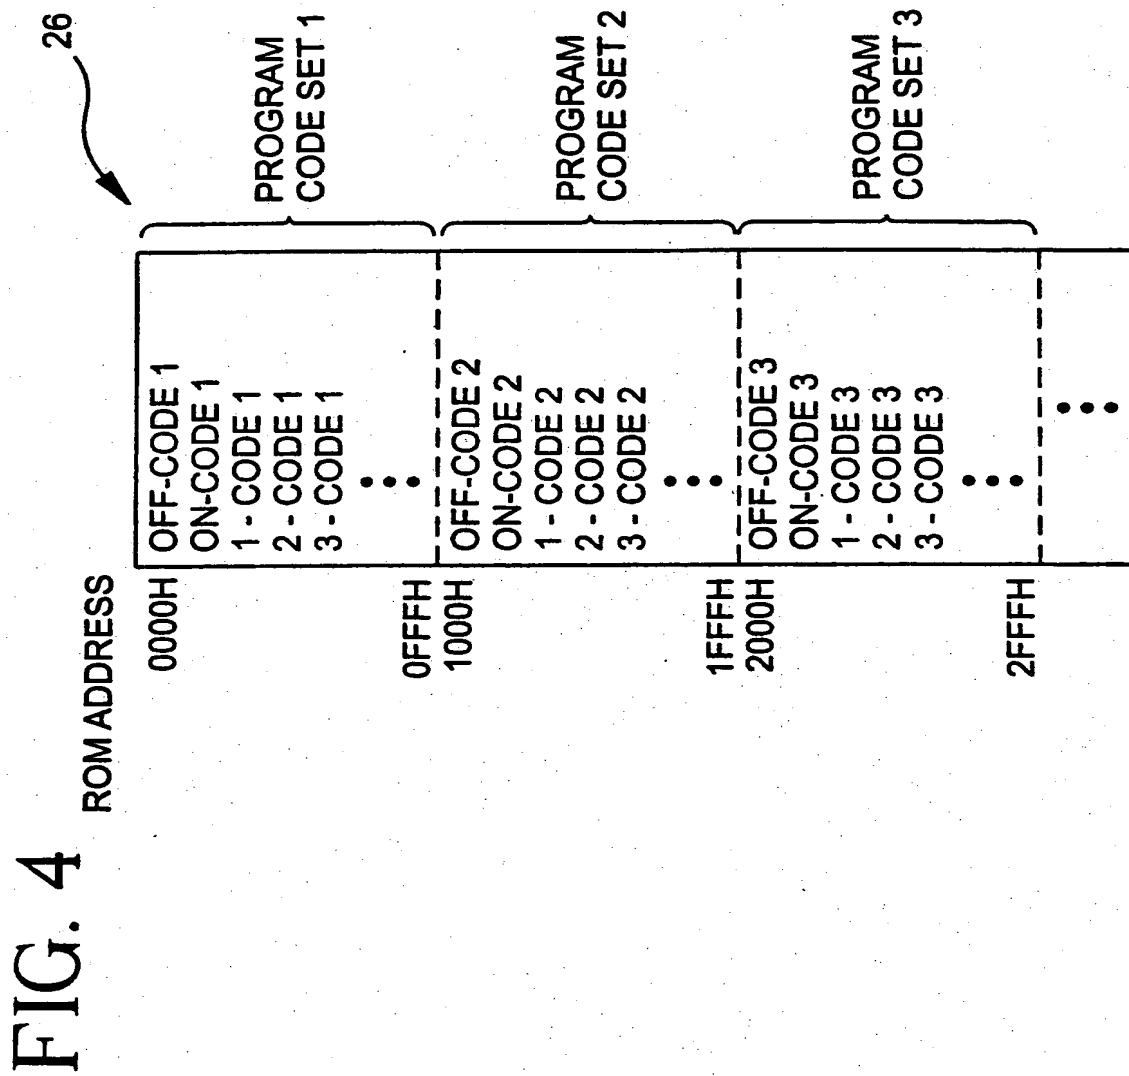 FIG. 4
26
ROM ADDRESS
0000H
OFF-CODE 1
ON-CODE 1
1 - CODE 1
2 - CODE 1
3 - CODE 1
0FFFH
PROGRAM
CODE SET 1
1000H
OFF-CODE 2
ON-CODE 2
1 - CODE 2
2 - CODE 2
3 - CODE 2
1FFFH
PROGRAM
CODE SET 2
2000H
OFF-CODE 3
ON-CODE 3
1 - CODE 3
2 - CODE 3
3 - CODE 3
2FFFH
PROGRAM
CODE SET 3